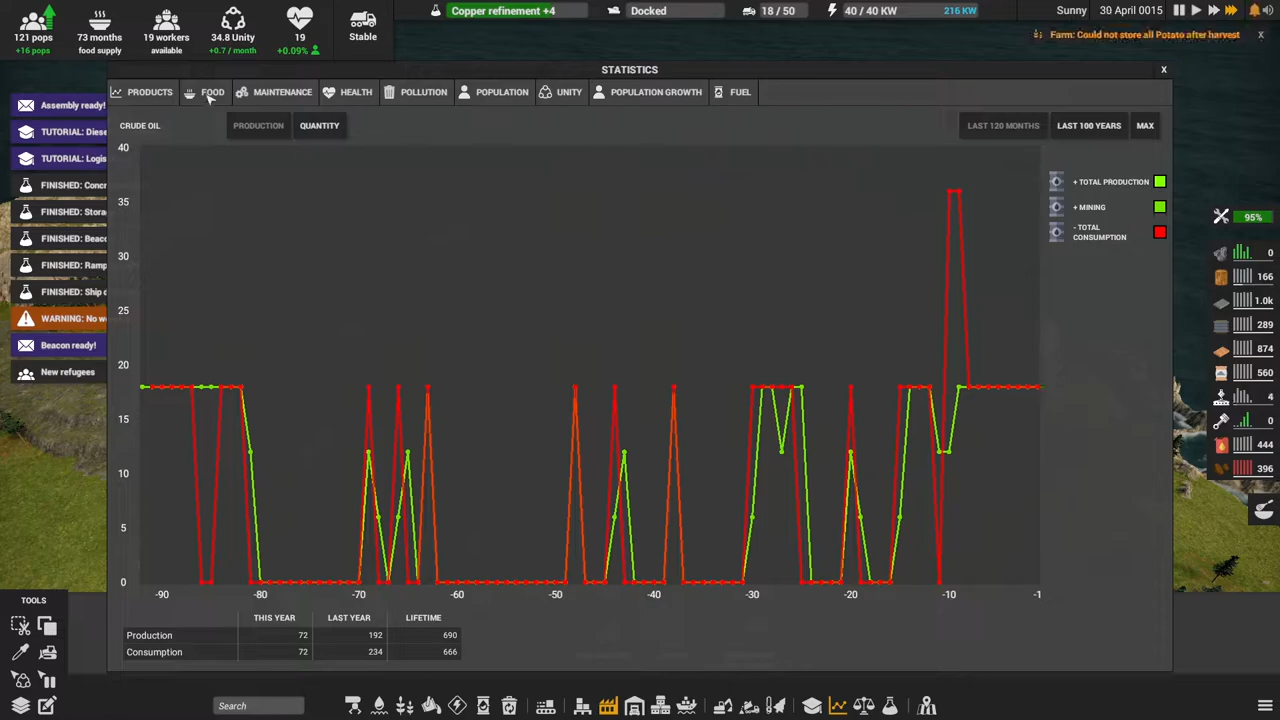 121 pops
+16 pops
73 months
food supply
19 workers
available
34.8 Unity
+0.7 / month
19
+0.09%
Stable
Copper refinement +4
Docked
18 / 50
40 / 40 KW
216 KW
Sunny
30 April 0015
Farm: Could not store all Potato after harvest
X
STATISTICS
X
PRODUCTS
FOOD
MAINTENANCE
HEALTH
POLLUTION
POPULATION
UNITY
POPULATION GROWTH
FUEL
CRUDE OIL
PRODUCTION
QUANTITY
LAST 120 MONTHS
LAST 100 YEARS
MAX
Assembly ready!
TUTORIAL: Diese
TUTORIAL: Logis
FINISHED: Concr
FINISHED: Stora
FINISHED: Beaco
FINISHED: Ramp
FINISHED: Ship d
WARNING: No wo
Beacon ready!
New refugees
40
35
30
25
20
15
10
5
0
-90
-80
-70
-60
-50
-40
-30
-20
-10
-1
+ TOTAL PRODUCTION
+ MINING
- TOTAL
CONSUMPTION
THIS YEAR
LAST YEAR
LIFETIME
Production
72
192
690
Consumption
72
234
666
95%
0
166
1.0k
289
874
560
4
0
444
396
TOOLS
Search